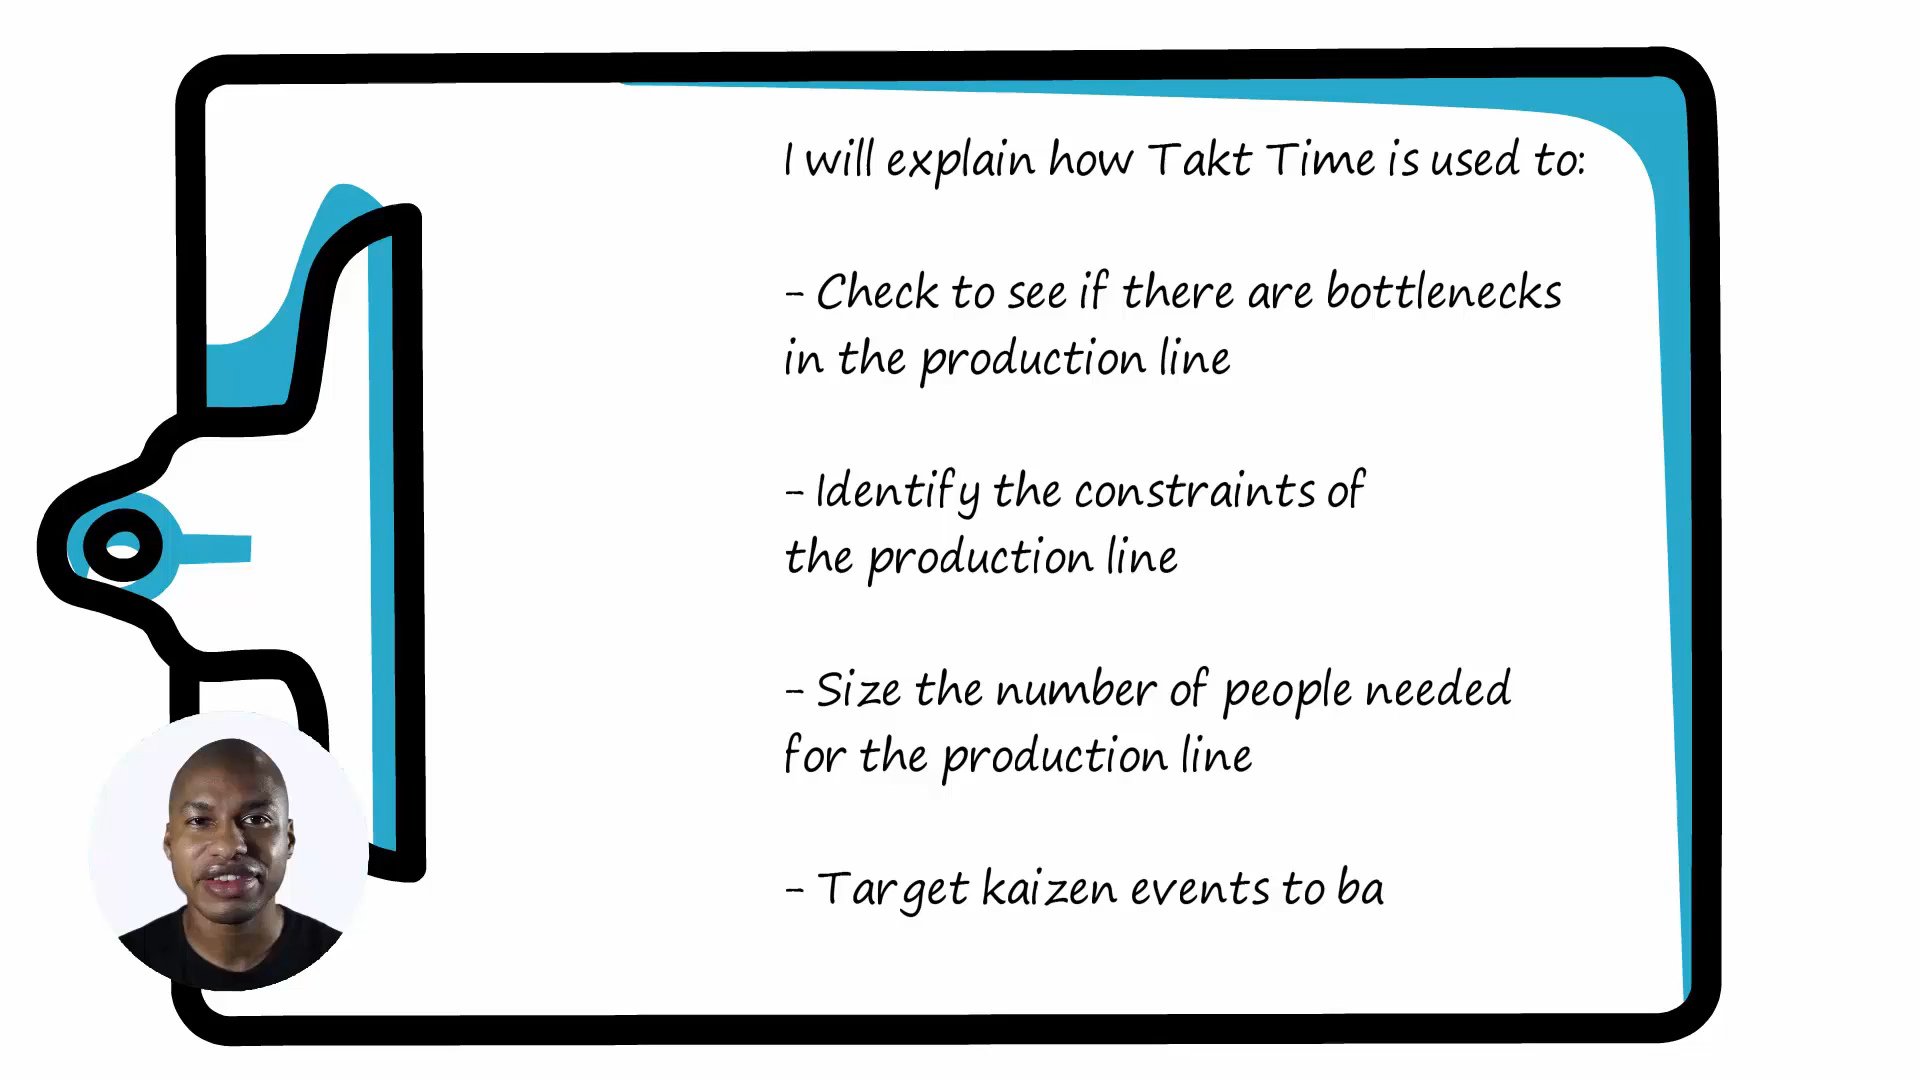 I will explain how Takt Time is used to:
- Check to see if there are bottlenecks
in the production line
- Identify the constraints of
the production line
- Size the number of people needed
for the production line
- Target kaizen events to ba